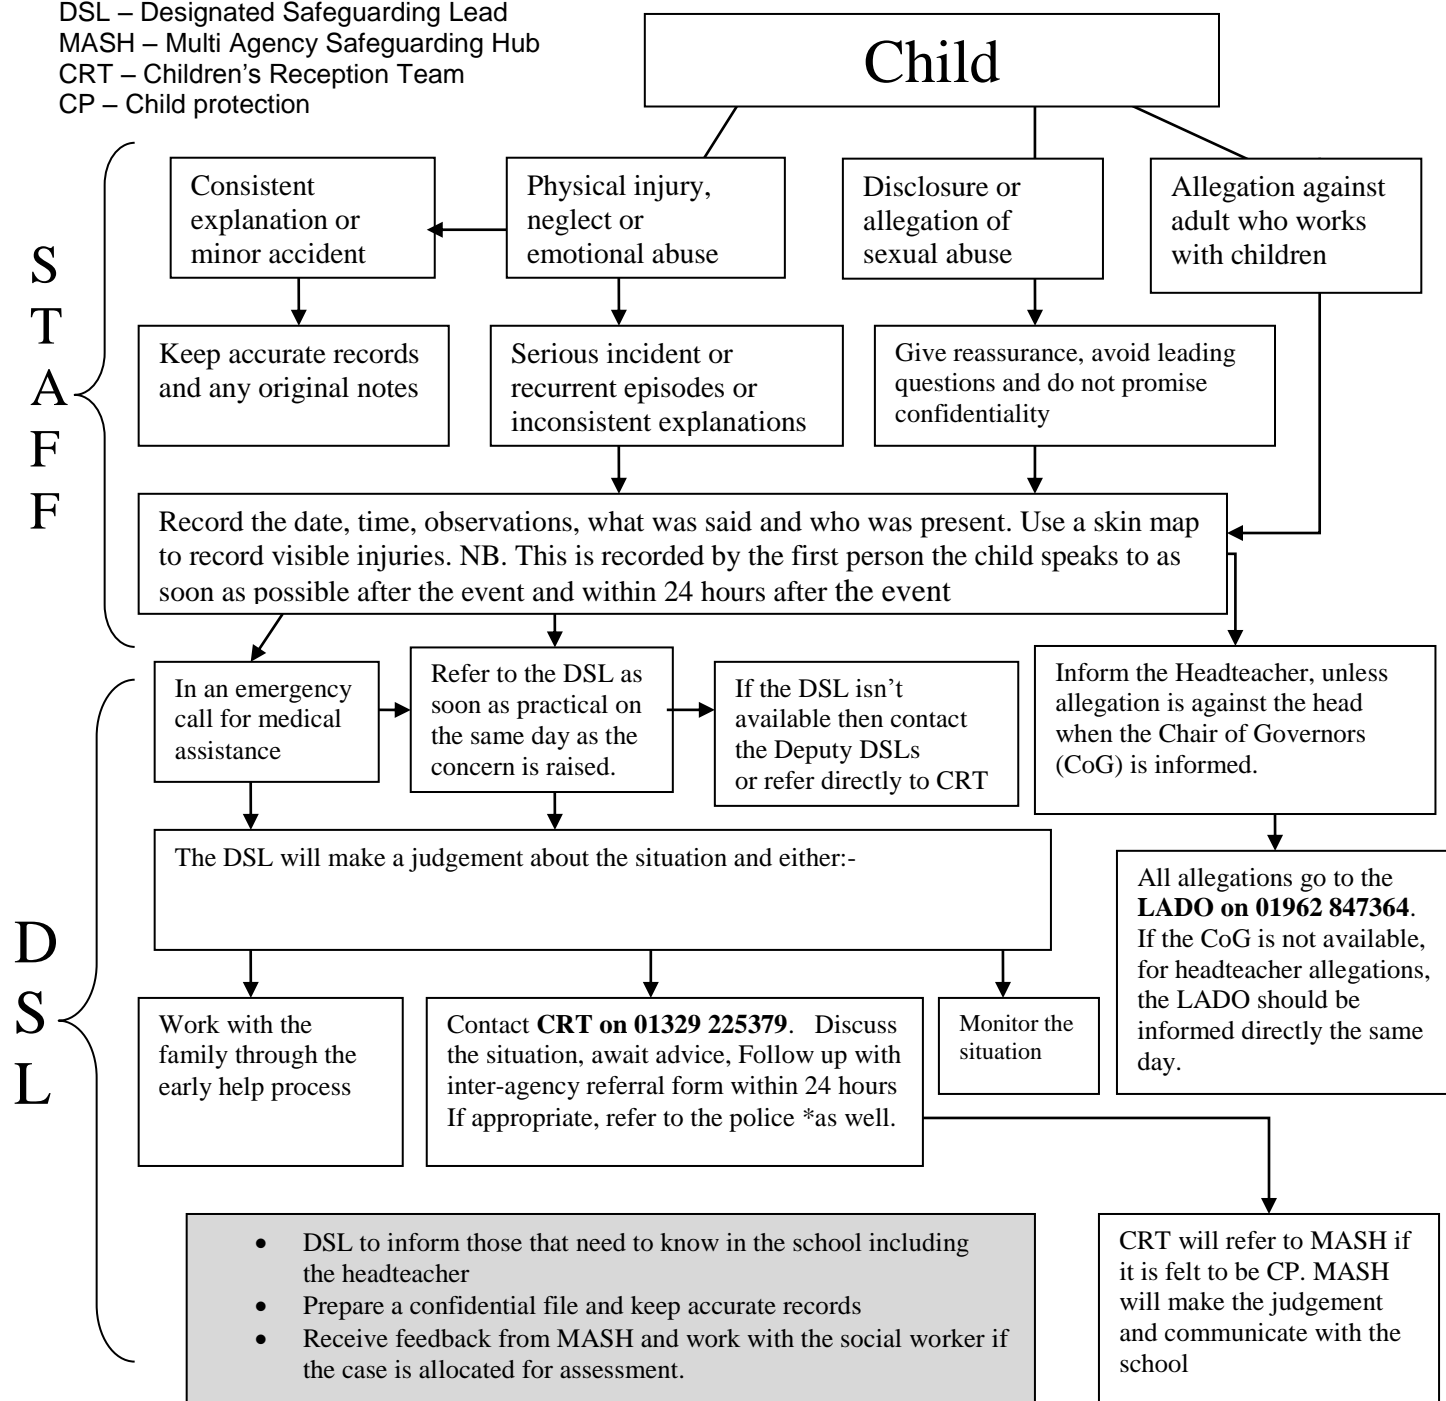 DSL – Designated Safeguarding Lead
MASH – Multi Agency Safeguarding Hub
CRT – Children's Reception Team
CP – Child protection
Child
S
T
A
F
F
Consistent
explanation or
minor accident
Physical injury,
neglect or
emotional abuse
Disclosure or
allegation of
sexual abuse
Allegation against
adult who works
with children
Keep accurate records
and any original notes
Serious incident or
recurrent episodes or
inconsistent explanations
Give reassurance, avoid leading
questions and do not promise
confidentiality
Record the date, time, observations, what was said and who was present. Use a skin map
to record visible injuries. NB. This is recorded by the first person the child speaks to as
soon as possible after the event and within 24 hours after the event
D
S
L
In an emergency
call for medical
assistance
Refer to the DSL as
soon as practical on
the same day as the
concern is raised.
If the DSL isn't
available then contact
the Deputy DSLs
or refer directly to CRT
Inform the Headteacher, unless
allegation is against the head
when the Chair of Governors
(CoG) is informed.
The DSL will make a judgement about the situation and either:-
All allegations go to the
LADO on 01962 847364.
If the CoG is not available,
for headteacher allegations,
the LADO should be
informed directly the same
day.
Work with the
family through the
early help process
Contact CRT on 01329 225379. Discuss
the situation, await advice, Follow up with
inter-agency referral form within 24 hours
If appropriate, refer to the police *as well.
Monitor the
situation
• DSL to inform those that need to know in the school including
the headteacher
• Prepare a confidential file and keep accurate records
• Receive feedback from MASH and work with the social worker if
the case is allocated for assessment.
CRT will refer to MASH if
it is felt to be CP. MASH
will make the judgement
and communicate with the
school